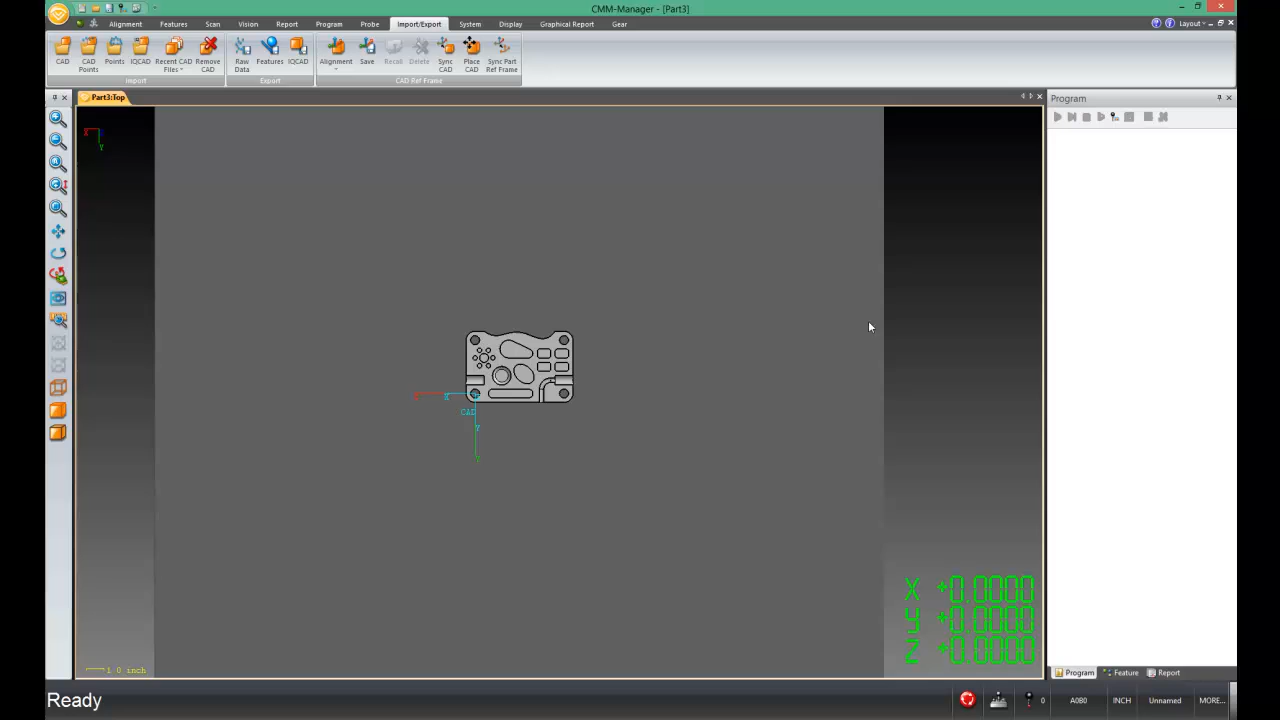 CMM-Manager - [Part3]
Alignment Features Scan Vision Report Program Probe Import/Export System Display Graphical Report Gear Layout
CAD CAD Points Points IQCAD Recent CAD Files Remove CAD Raw Data Features IQCAD Alignment Save Recall Delete Sync CAD Place CAD Sync Part Ref Frame
Import Export CAD Ref Frame
Part3:Top
Program
X
Y
X X
CAD
Y
Y
X +0.0000
Y +0.0000
Z +0.0000
1.0 inch
Program Feature Report
Ready
0 A0B0 INCH Unnamed MORE...